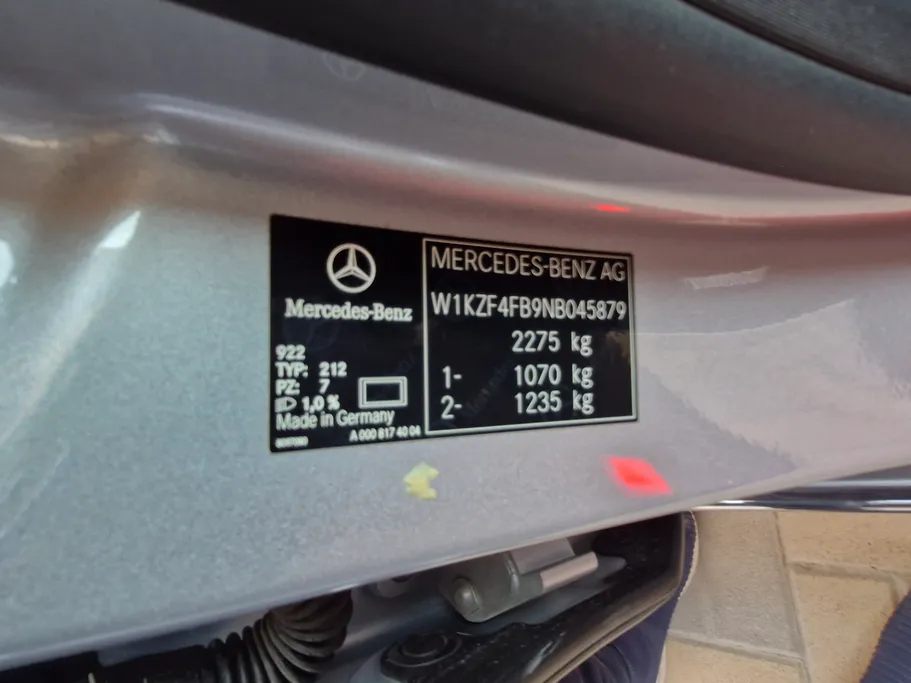 Mercedes-Benz
922
TYP: 212
PZ: 7
1,0 %
Made in Germany
A 000 817 40 04
MERCEDES-BENZ AG
W1KZF4FB9NB045879
2275 kg
1- 1070 kg
2- 1235 kg